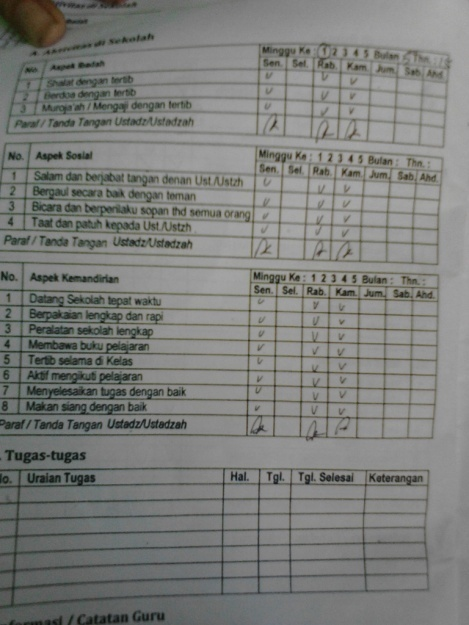 A. Aktivitas di Sekolah
No. Aspek Ibadah Minggu Ke : 1 2 3 4 5 Bulan Thn. :
Sen. Sel. Rab. Kam. Jum. Sab. Ahd.
1 Shalat dengan tertib
2 Berdoa dengan tertib
3 Muroja'ah / Mengaji dengan tertib
Paraf / Tanda Tangan Ustadz/Ustadzah
No. Aspek Sosial Minggu Ke : 1 2 3 4 5 Bulan : Thn. :
Sen. Sel. Rab. Kam. Jum. Sab. Ahd.
1 Salam dan berjabat tangan denan Ust./Ustzh
2 Bergaul secara baik dengan teman
3 Bicara dan berperilaku sopan thd semua orang
4 Taat dan patuh kepada Ust./Ustzh
Paraf / Tanda Tangan Ustadz/Ustadzah
No. Aspek Kemandirian Minggu Ke : 1 2 3 4 5 Bulan : Thn. :
Sen. Sel. Rab. Kam. Jum. Sab. Ahd.
1 Datang Sekolah tepat waktu
2 Berpakaian lengkap dan rapi
3 Peralatan sekolah lengkap
4 Membawa buku pelajaran
5 Tertib selama di Kelas
6 Aktif mengikuti pelajaran
7 Menyelesaikan tugas dengan baik
8 Makan siang dengan baik
Paraf / Tanda Tangan Ustadz/Ustadzah
. Tugas-tugas
No. Uraian Tugas Hal. Tgl. Tgl. Selesai Keterangan
Informasi / Catatan Guru